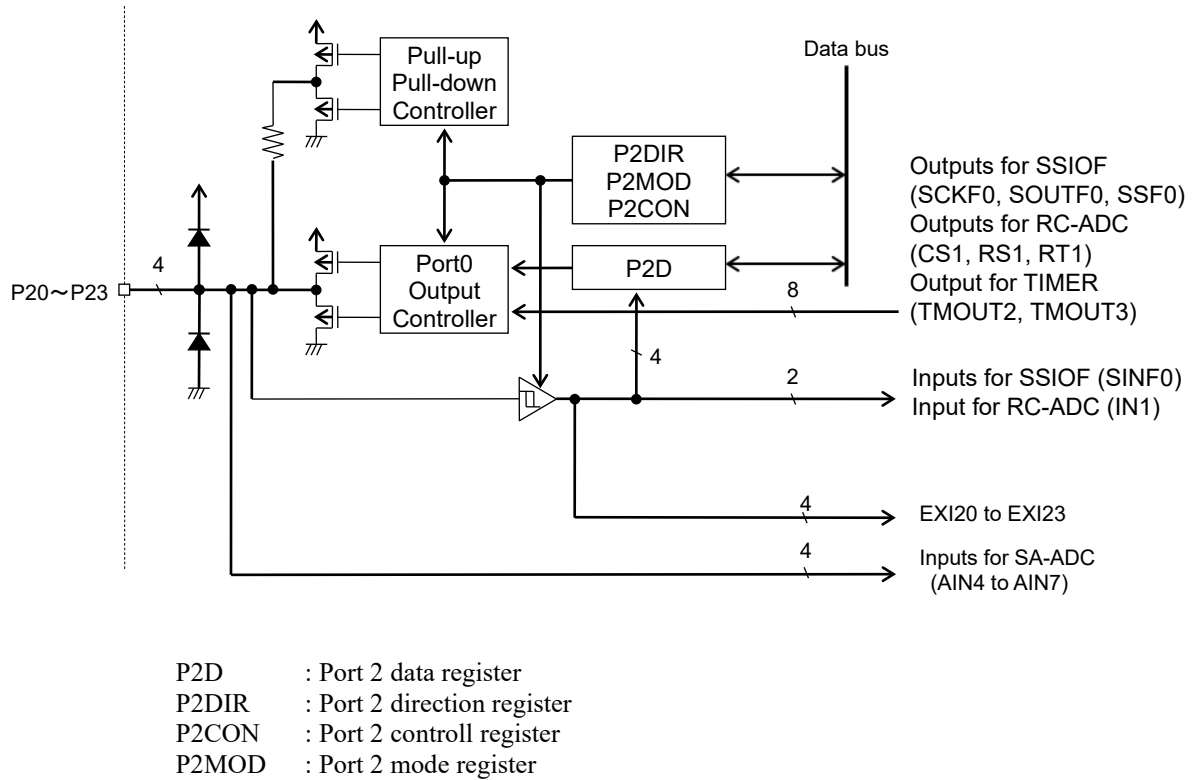 Pull-up
Pull-down
Controller
Data bus
P2DIR
P2MOD
P2CON
Outputs for SSIOF
(SCKF0, SOUTF0, SSF0)
Outputs for RC-ADC
(CS1, RS1, RT1)
Output for TIMER
(TMOUT2, TMOUT3)
4
P20～P23
Port0
Output
Controller
P2D
8
4
2
Inputs for SSIOF (SINF0)
Input for RC-ADC (IN1)
4
EXI20 to EXI23
4
Inputs for SA-ADC
(AIN4 to AIN7)
P2D : Port 2 data register
P2DIR : Port 2 direction register
P2CON : Port 2 controll register
P2MOD : Port 2 mode register